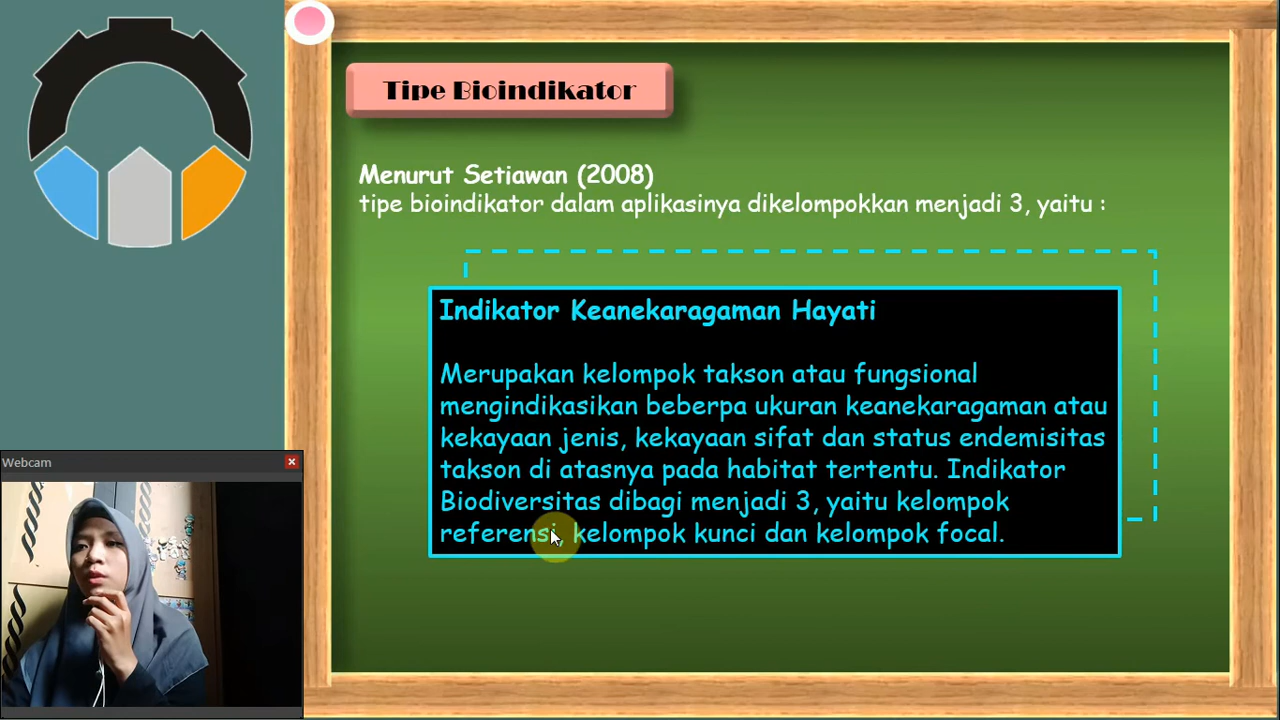 Tipe Bioindikator
Menurut Setiawan (2008)
tipe bioindikator dalam aplikasinya dikelompokkan menjadi 3, yaitu :
Indikator Keanekaragaman Hayati
Merupakan kelompok takson atau fungsional
mengindikasikan beberpa ukuran keanekaragaman atau
kekayaan jenis, kekayaan sifat dan status endemisitas
takson di atasnya pada habitat tertentu. Indikator
Biodiversitas dibagi menjadi 3, yaitu kelompok
referensi, kelompok kunci dan kelompok focal.
Webcam